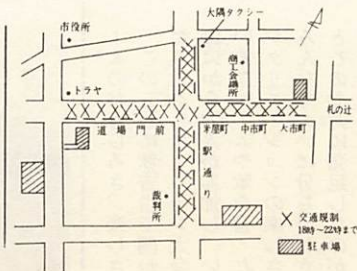 大隅タクシー
市役所
商工会議所
トラヤ
札の辻
道場門前
米屋町
中市町
大市町
駅通り
裁判所
交通規制
18時〜22時まで
駐車場